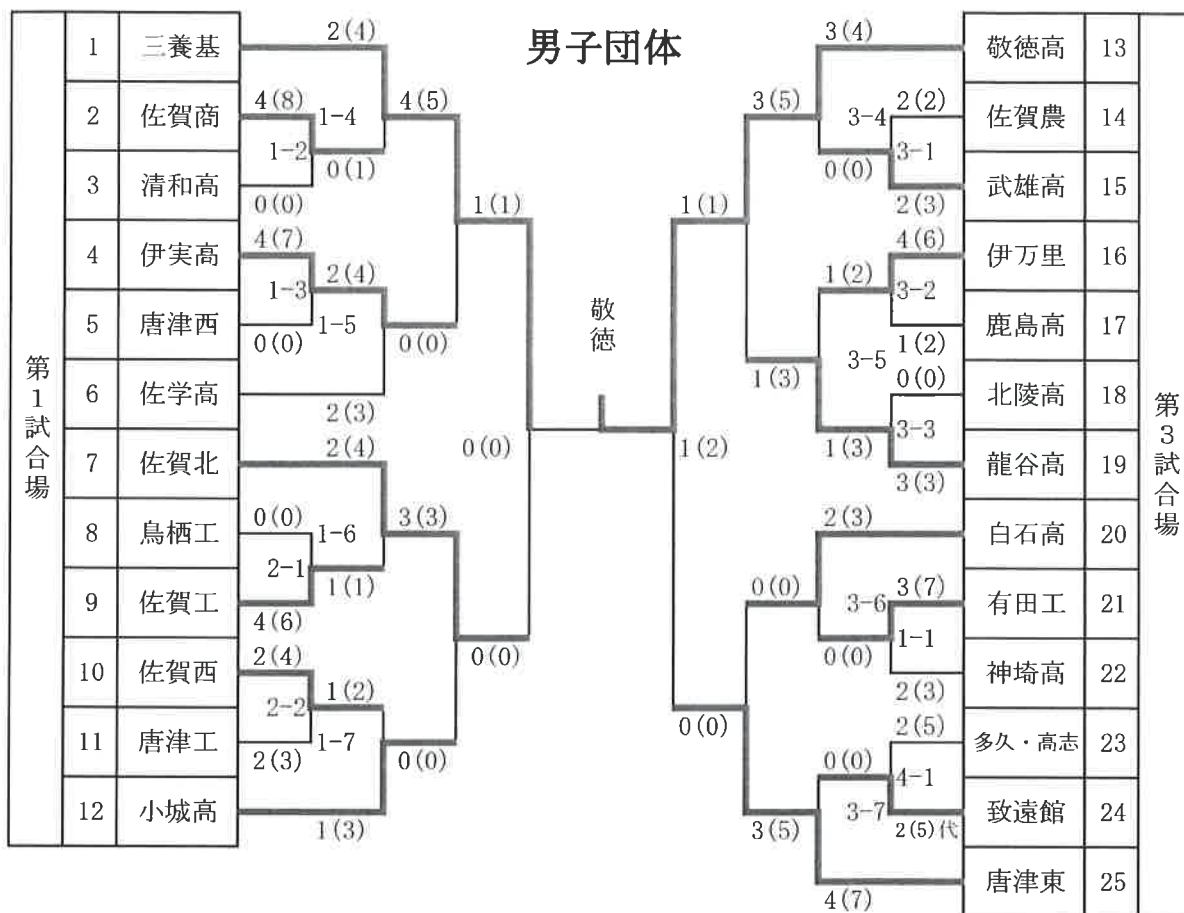 男子団体
第1試合場
1 三養基
2 佐賀商
3 清和高
4 伊実高
5 唐津西
6 佐学高
7 佐賀北
8 鳥栖工
9 佐賀工
10 佐賀西
11 唐津工
12 小城高
2(4)
4(8)
1-4
4(5)
1-2
0(1)
0(0)
1(1)
4(7)
2(4)
1-3
1-5
0(0)
0(0)
2(3)
2(4)
0(0)
0(0)
1-6
3(3)
2-1
1(1)
4(6)
2(4)
0(0)
1(2)
2-2
2(3)
1-7
0(0)
1(3)
敬徳
3(4)
3(5)
2(2)
3-4
3-1
0(0)
2(3)
1(1)
4(6)
1(2)
3-2
1(2)
3-5
1(3)
0(0)
3-3
1(3)
1(2)
3(3)
2(3)
0(0)
3(7)
3-6
1-1
0(0)
2(3)
0(0)
2(5)
0(0)
4-1
3-7
3(5)
2(5)代
4(7)
敬徳高 13
佐賀農 14
武雄高 15
伊万里 16
鹿島高 17
北陵高 18
龍谷高 19
白石高 20
有田工 21
神埼高 22
多久・高志 23
致遠館 24
唐津東 25
第3試合場